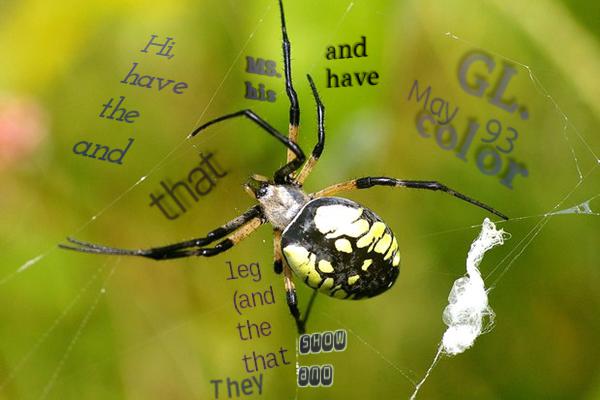 Hi,
have
the
and
Ms.
his
and
have
GL.
color
May 93
that
leg
(and
the
that
They
show
and